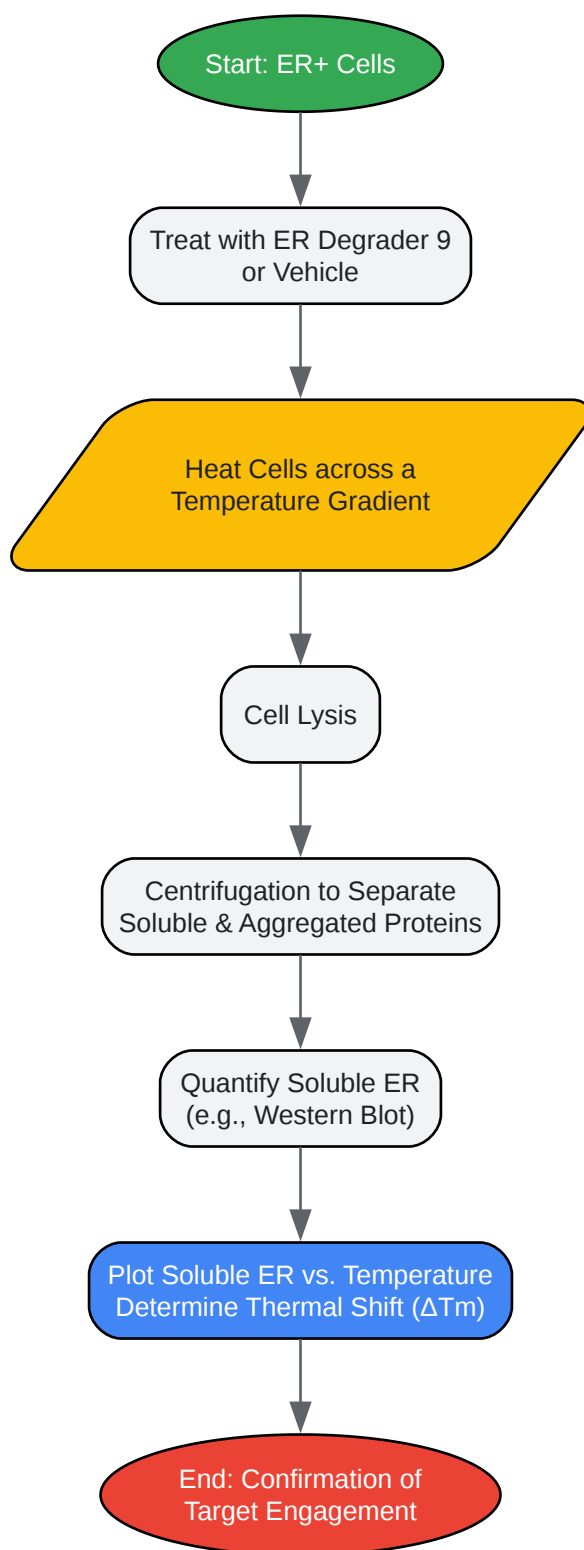 Start: ER+ Cells
Treat with ER Degrader 9
or Vehicle
Heat Cells across a
Temperature Gradient
Cell Lysis
Centrifugation to Separate
Soluble & Aggregated Proteins
Quantify Soluble ER
(e.g., Western Blot)
Plot Soluble ER vs. Temperature
Determine Thermal Shift (ΔTm)
End: Confirmation of
Target Engagement